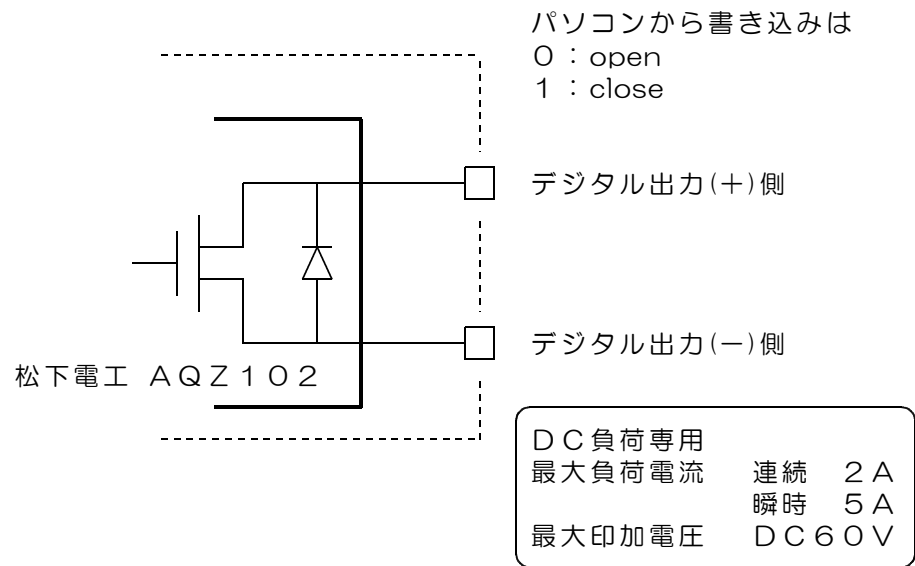 パソコンから書き込みは
０：open
１：close
デジタル出力(＋)側
デジタル出力(－)側
松下電工 ＡＱＺ１０２
ＤＣ負荷専用
最大負荷電流 連続 ２Ａ
瞬時 ５Ａ
最大印加電圧 ＤＣ６０Ｖ